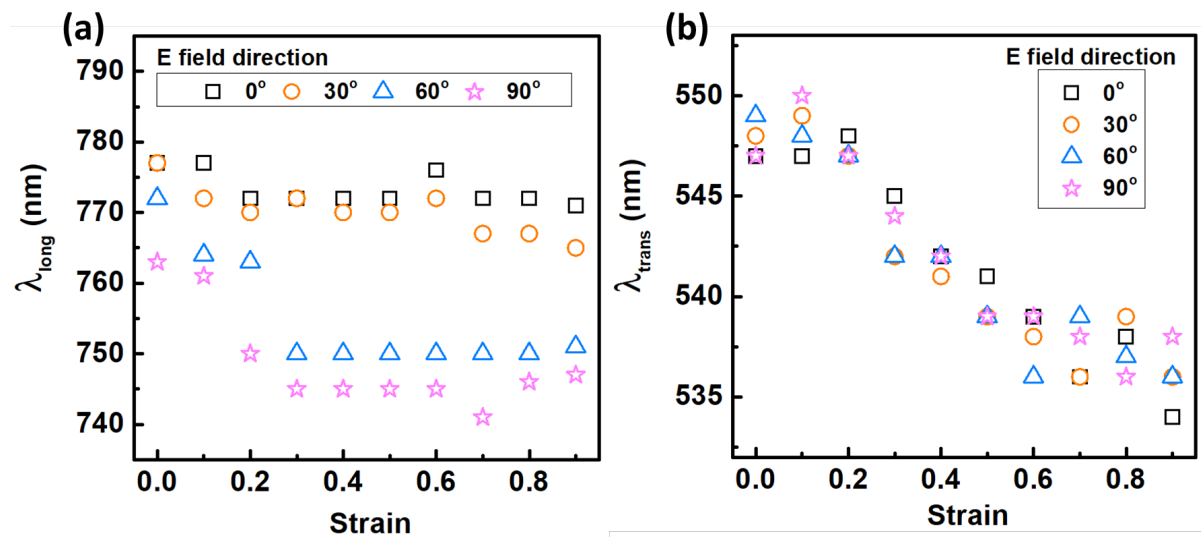 (a)
E field direction
0° 30° 60° 90°
790
780
770
760
750
740
λlong (nm)
0.0 0.2 0.4 0.6 0.8
Strain
(b)
E field direction
0°
30°
60°
90°
550
545
540
535
λtrans (nm)
0.0 0.2 0.4 0.6 0.8
Strain